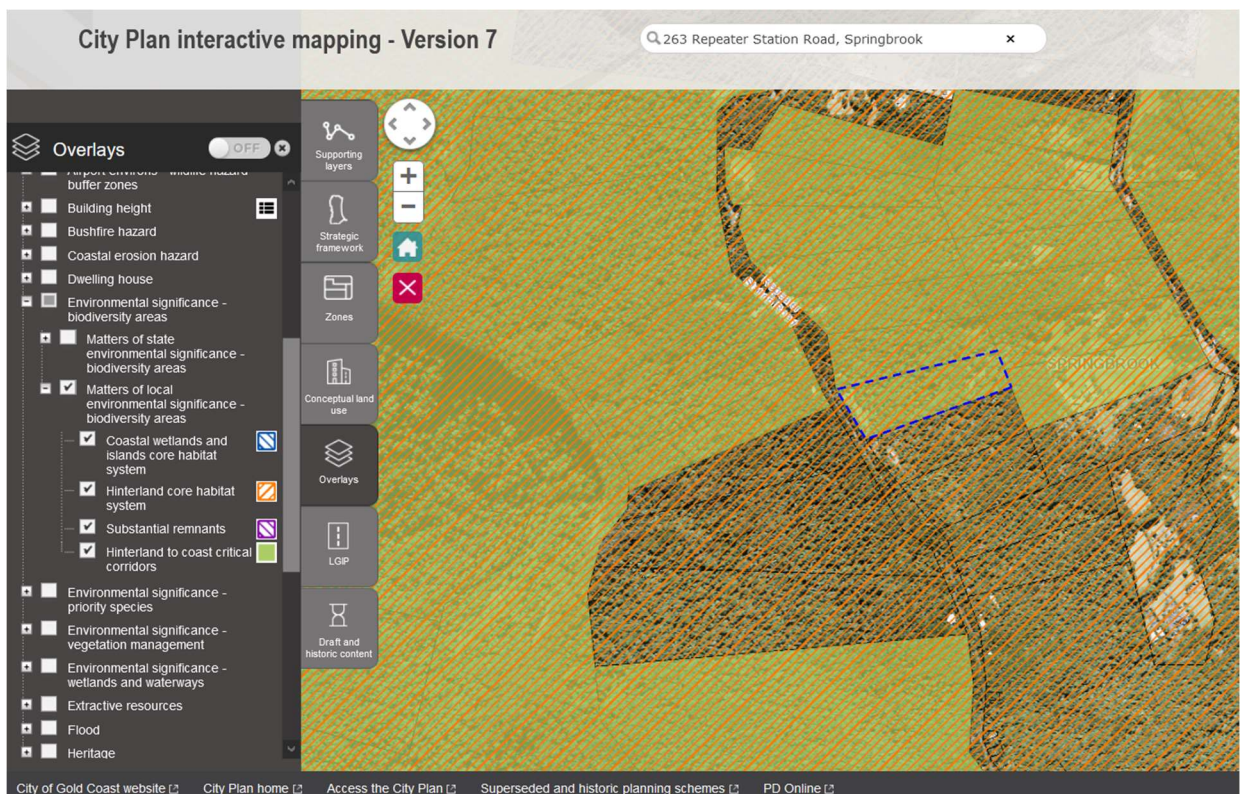 City Plan interactive mapping - Version 7
263 Repeater Station Road, Springbrook
×
Overlays
OFF
Airport environs - wildlife hazard
buffer zones
Building height
Bushfire hazard
Coastal erosion hazard
Dwelling house
Environmental significance -
biodiversity areas
Matters of state
environmental significance -
biodiversity areas
Matters of local
environmental significance -
biodiversity areas
Coastal wetlands and
islands core habitat
system
Hinterland core habitat
system
Substantial remnants
Hinterland to coast critical
corridors
Environmental significance -
priority species
Environmental significance -
vegetation management
Environmental significance -
wetlands and waterways
Extractive resources
Flood
Heritage
Supporting
layers
Strategic
framework
Zones
Conceptual land
use
Overlays
LGIP
Draft and
historic content
SPRINGBROOK
City of Gold Coast website
City Plan home
Access the City Plan
Superseded and historic planning schemes
PD Online